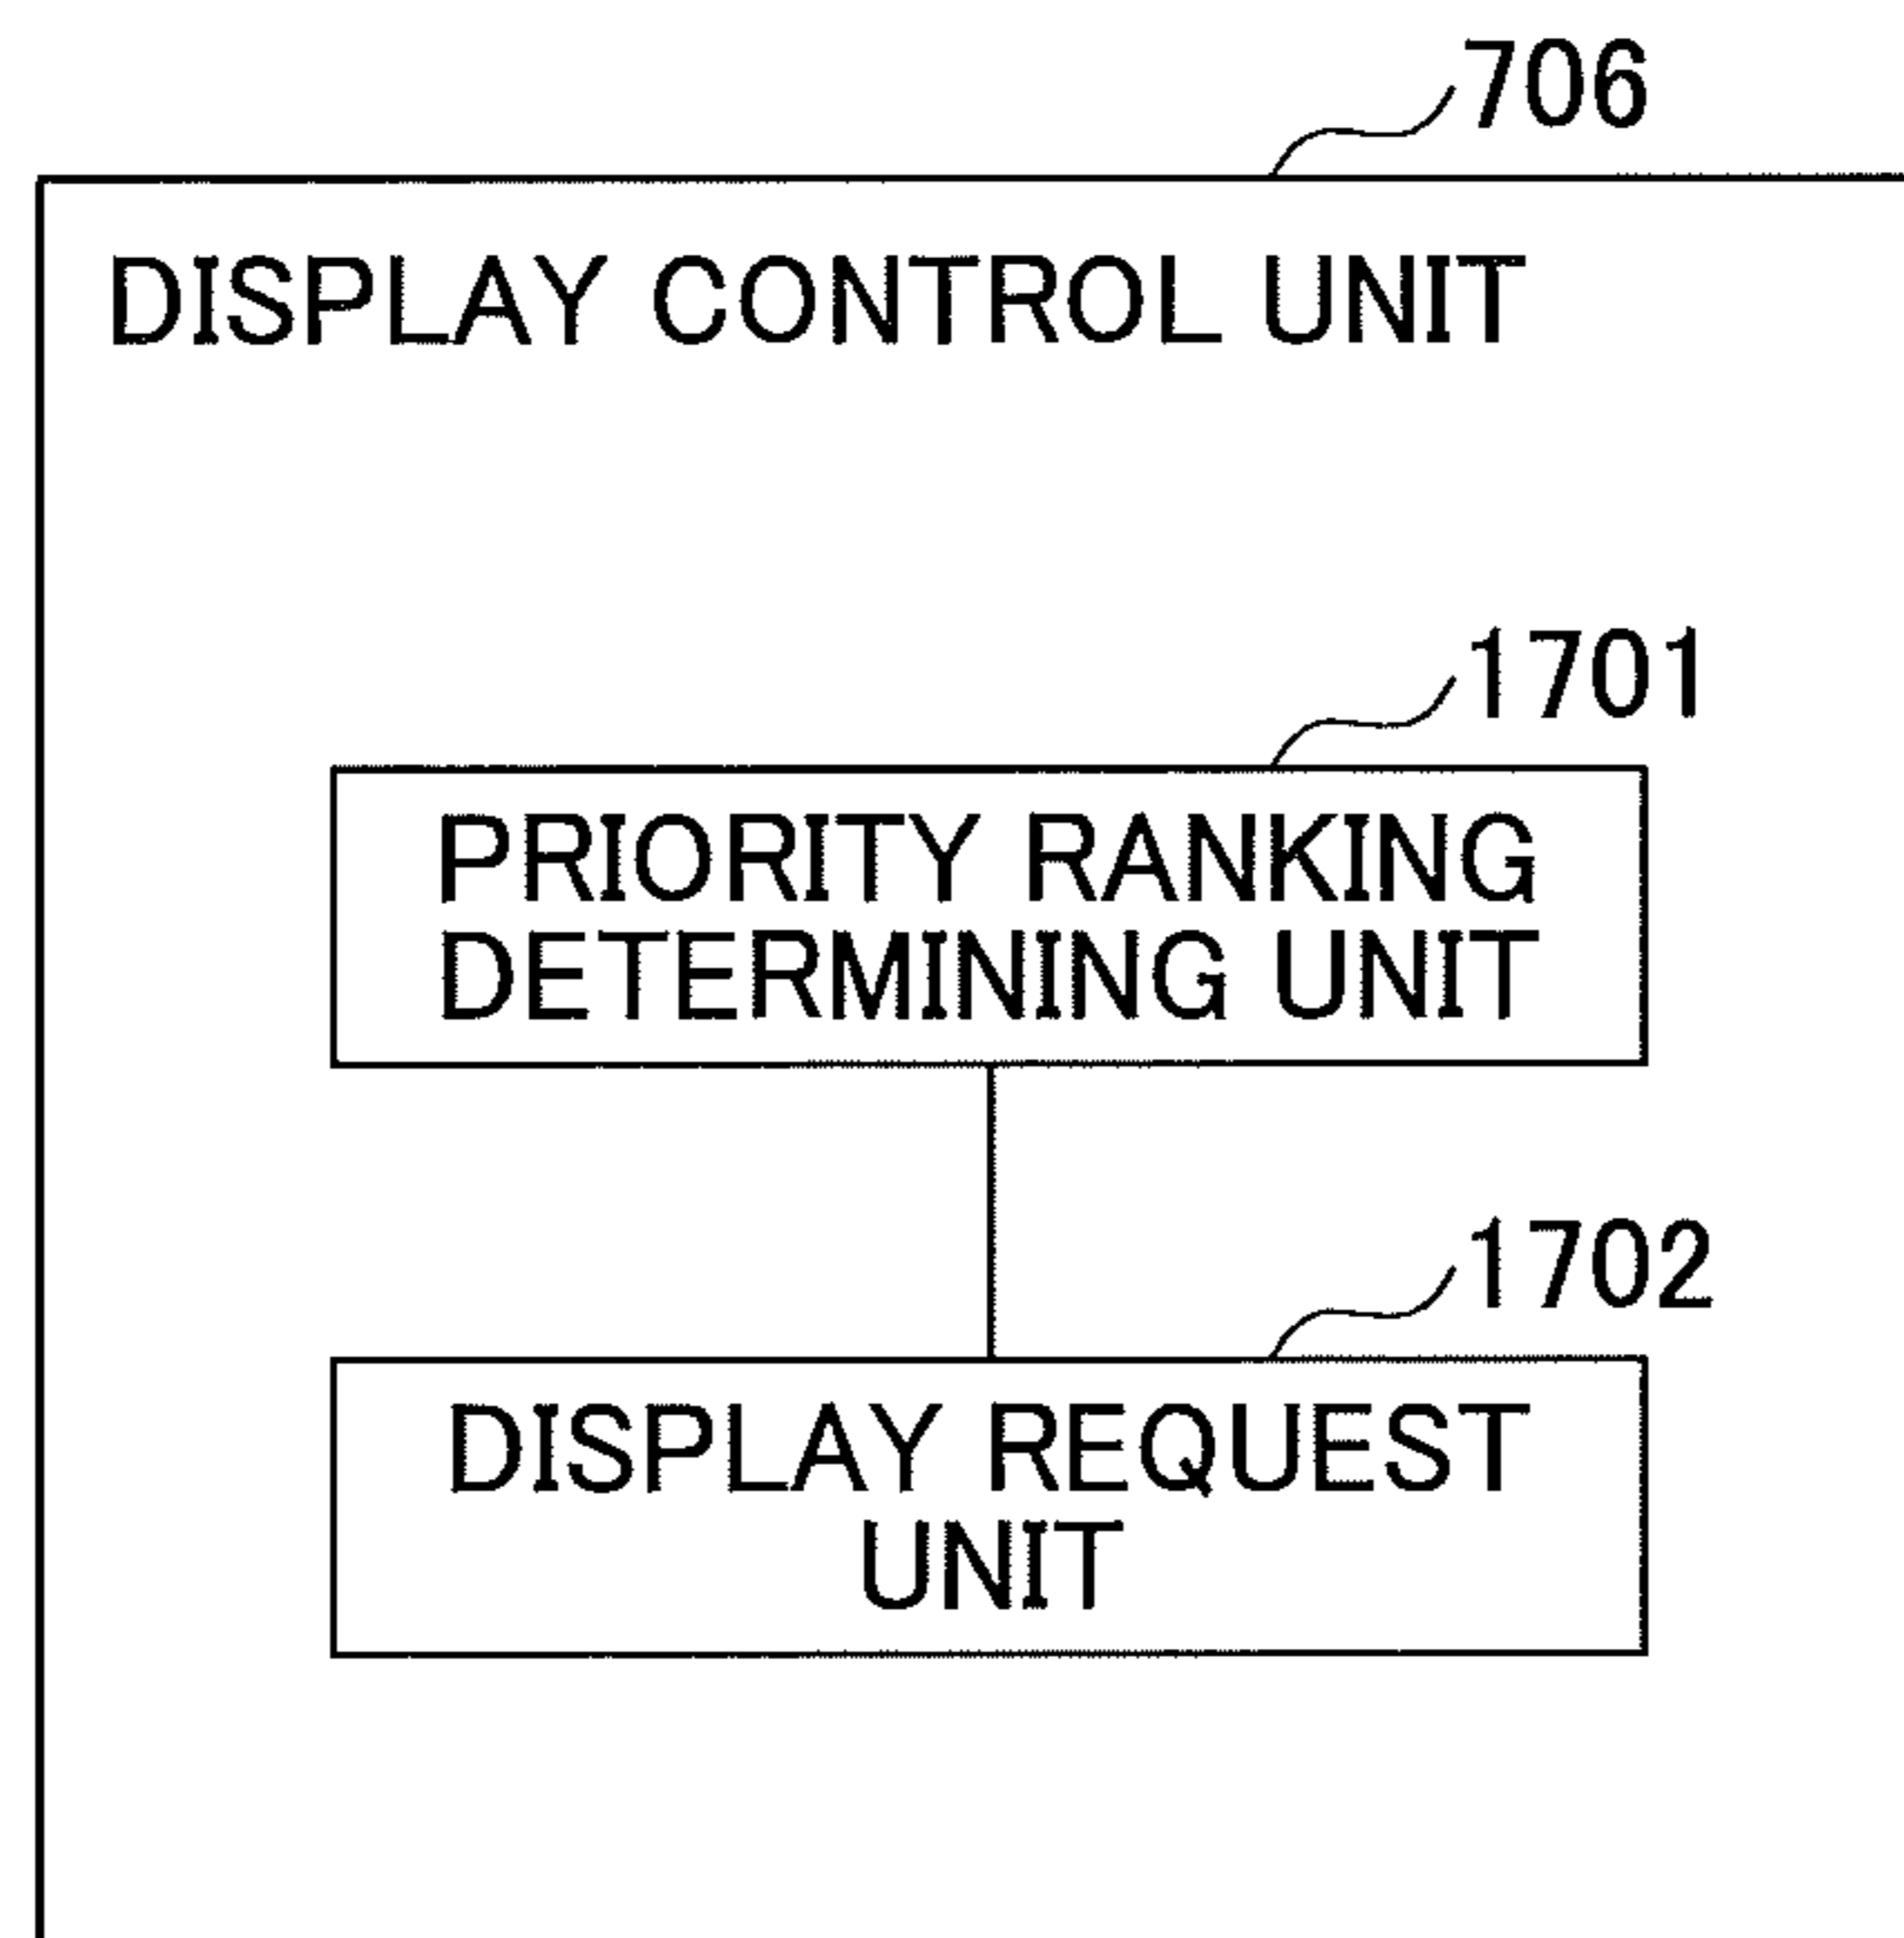 706
DISPLAY CONTROL UNIT
1701
PRIORITY RANKING
DETERMINING UNIT
1702
DISPLAY REQUEST
UNIT